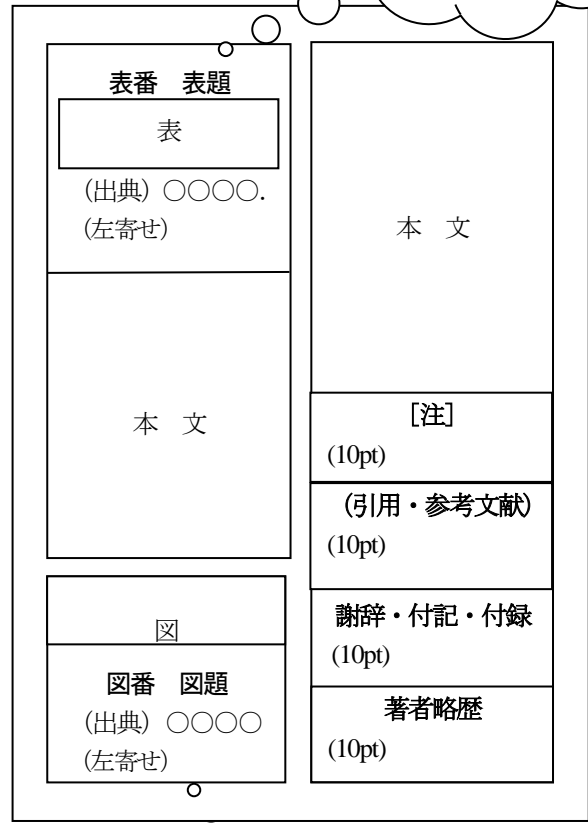 表番　表題
表
(出典) ○○○○.
(左寄せ)
本　文
図
図番　図題
(出典) ○○○○
(左寄せ)
本　文
［注］
(10pt)
(引用・参考文献)
(10pt)
謝辞・付記・付録
(10pt)
著者略歴
(10pt)